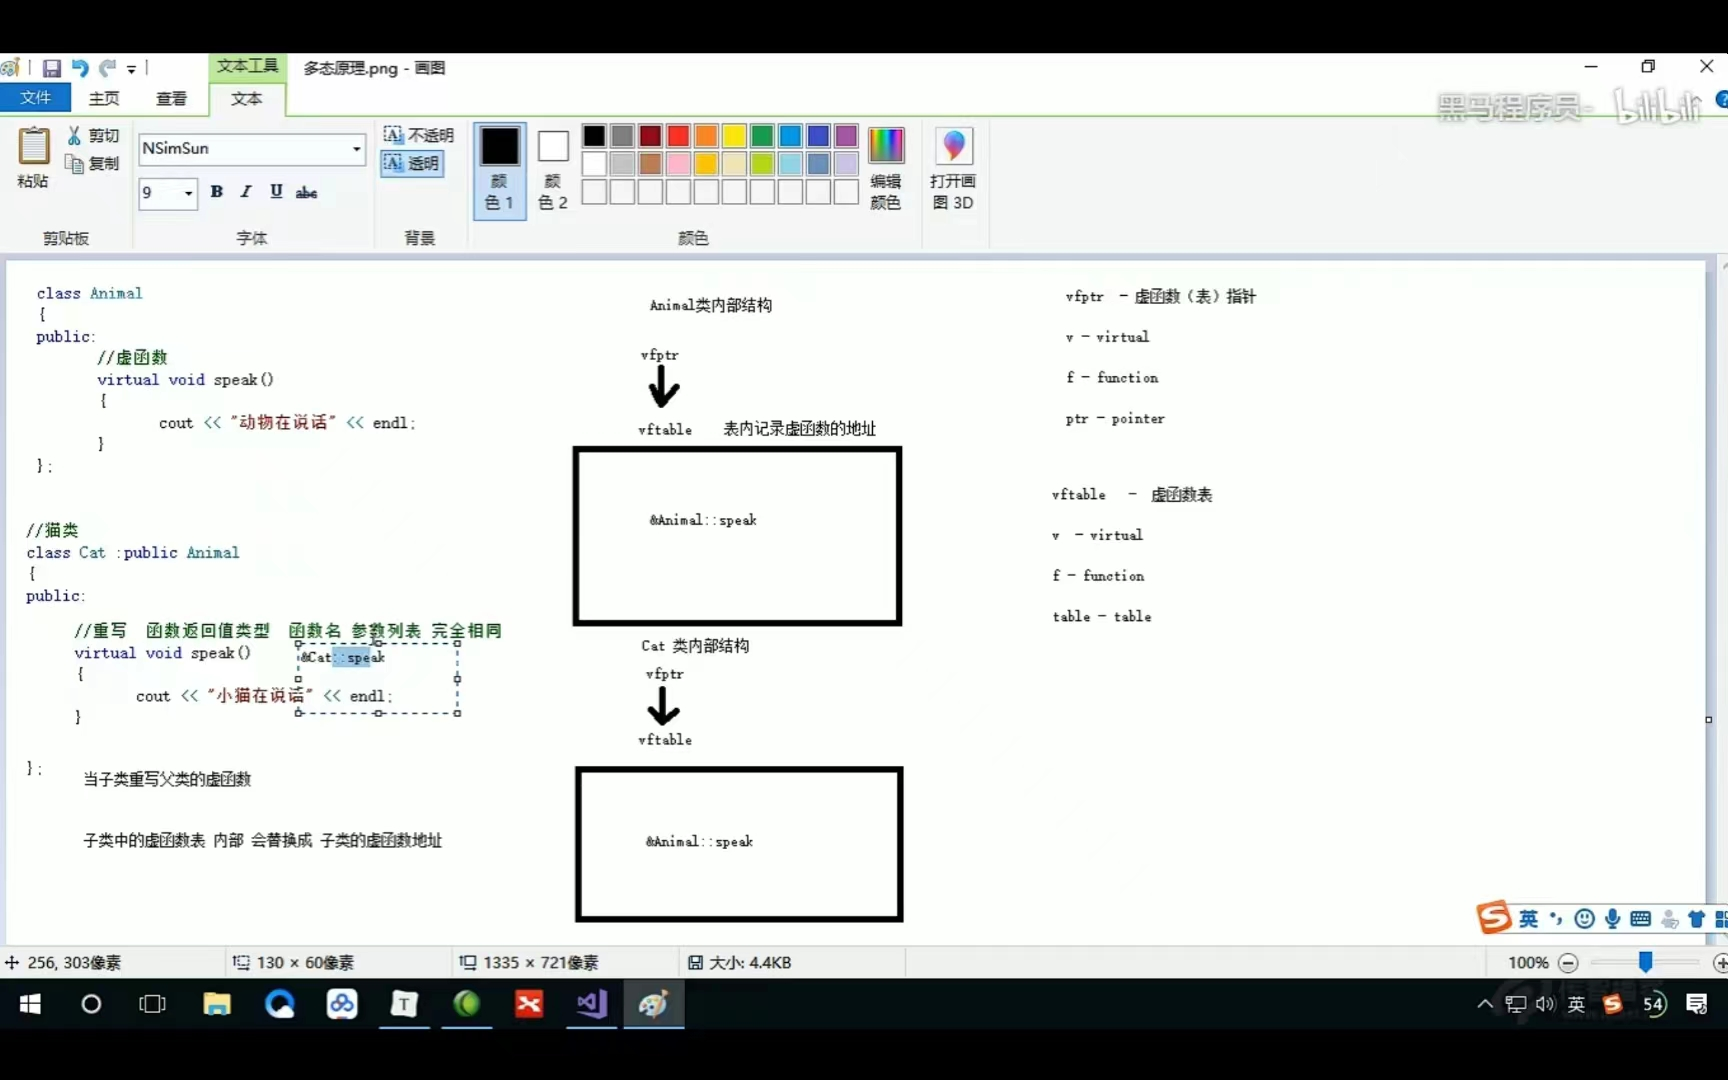 文本工具
多态原理.png - 画图
文件
主页
查看
文本
黑马程序员- bilibili
粘贴
剪切
复制
剪贴板
NSimSun
9
B I U abc
字体
不透明
透明
背景
颜色 1
颜色 2
颜色
编辑颜色
打开画图 3D
class Animal
{
public:
//虚函数
virtual void speak()
{
cout << "动物在说话" << endl;
}
};
//猫类
class Cat :public Animal
{
public:
//重写 函数返回值类型 函数名 参数列表 完全相同
virtual void speak()
&Cat::speak
{
cout << "小猫在说话" << endl;
}
};
当子类重写父类的虚函数
子类中的虚函数表 内部 会替换成 子类的虚函数地址
Animal类内部结构
vfptr
vftable 表内记录虚函数的地址
&Animal::speak
Cat 类内部结构
vfptr
vftable
&Animal::speak
vfptr - 虚函数（表）指针
v - virtual
f - function
ptr - pointer
vftable - 虚函数表
v - virtual
f - function
table - table
英
256, 303像素
130 × 60像素
1335 × 721像素
大小: 4.4KB
100%
英
54